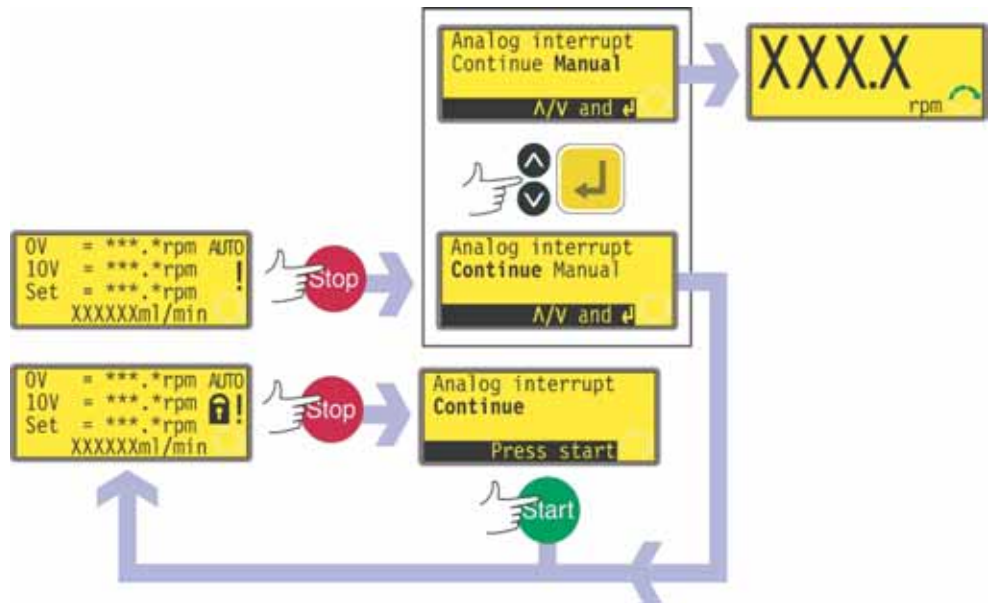 Analog interrupt
Continue Manual
Λ/V and ↵
XXX.X
rpm
0V = ***.*rpm AUTO
10V = ***.*rpm
Set = ***.*rpm !
XXXXXXml/min
Stop
Analog interrupt
Continue Manual
Λ/V and ↵
0V = ***.*rpm AUTO
10V = ***.*rpm
Set = ***.*rpm !
XXXXXXml/min
Stop
Analog interrupt
Continue
Press start
Start